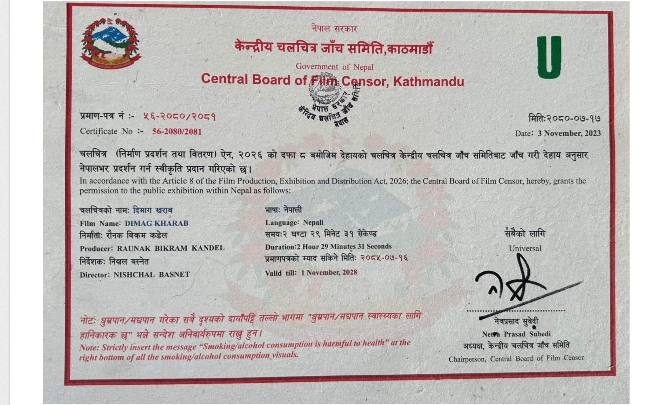 नेपाल सरकार
केन्द्रीय चलचित्र जाँच समिति,काठमाडौं
Government of Nepal
Central Board of Film Censor, Kathmandu
U
प्रमाण-पत्र नं :- ५६-२०८०/२०८१
मिति:२०८०-०७-१७
Certificate No :- 56-2080/2081
Date: 3 November, 2023
चलचित्र (निर्माण प्रदर्शन तथा वितरण) ऐन, २०२६ को दफा ८ बमोजिम देहायको चलचित्र केन्द्रीय चलचित्र जाँच समितिबाट जाँच गरी देहाय अनुसार
नेपालभर प्रदर्शन गर्न स्वीकृति प्रदान गरिएको छ।
In accordance with the Article 8 of the Film Production, Exhibition and Distribution Act, 2026; the Central Board of Film Censor, hereby, grants the
permission to the public exhibition within Nepal as follows:
चलचित्रको नाम: दिमाग खराब
भाषा: नेपाली
Film Name: DIMAG KHARAB
Language: Nepali
निर्माता: रौनक बिक्रम कंडेल
समय:२ घण्टा २९ मिनेट ३१ सेकेण्ड
सबैको लागि
Producer: RAUNAK BIKRAM KANDEL
Duration:2 Hour 29 Minutes 31 Seconds
Universal
निर्देशक: निश्चल बस्नेत
प्रमाणपत्रको म्याद सकिने मिति: २०८५-०७-१६
Director: NISHCHAL BASNET
Valid till: 1 November, 2028
नोट: धुम्रपान/मद्यपान गरेका सबै दृश्यको दायाँपट्टि तल्लो भागमा "धुम्रपान/मद्यपान स्वास्थ्यका लागि
हानिकारक छ" भन्ने सन्देश अनिवार्यरुपमा राख्नु हुन।
Note: Strictly insert the message "Smoking/alcohol consumption is harmful to health" at the
right bottom of all the smoking/alcohol consumption visuals.
नेत्रप्रसाद सुवेदी
Netra Prasad Subedi
अध्यक्ष, केन्द्रीय चलचित्र जाँच समिति
Chairperson, Central Board of Film Censor